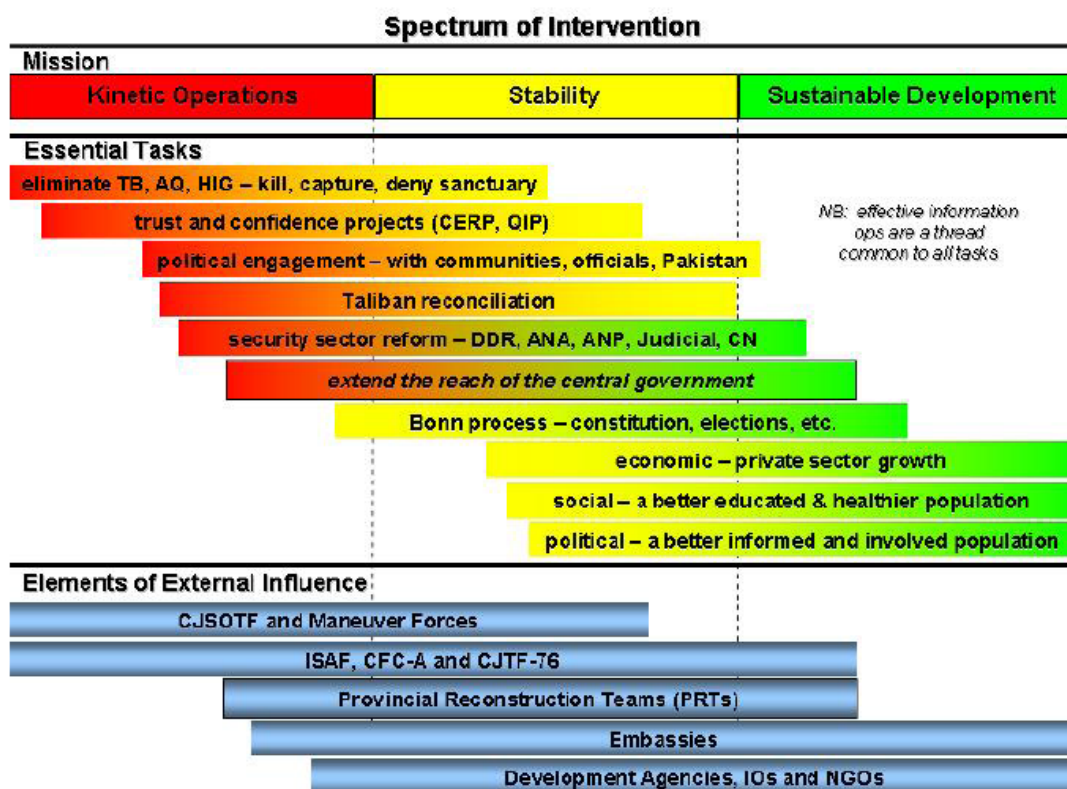 Spectrum of Intervention
Mission
Kinetic Operations
Stability
Sustainable Development
Essential Tasks
eliminate TB, AQ, HIG – kill, capture, deny sanctuary
trust and confidence projects (CERP, QIP)
NB: effective information
ops are a thread
common to all tasks
political engagement – with communities, officials, Pakistan
Taliban reconciliation
security sector reform – DDR, ANA, ANP, Judicial, CN
extend the reach of the central government
Bonn process – constitution, elections, etc.
economic – private sector growth
social – a better educated & healthier population
political – a better informed and involved population
Elements of External Influence
CJSOTF and Maneuver Forces
ISAF, CFC-A and CJTF-76
Provincial Reconstruction Teams (PRTs)
Embassies
Development Agencies, IOs and NGOs